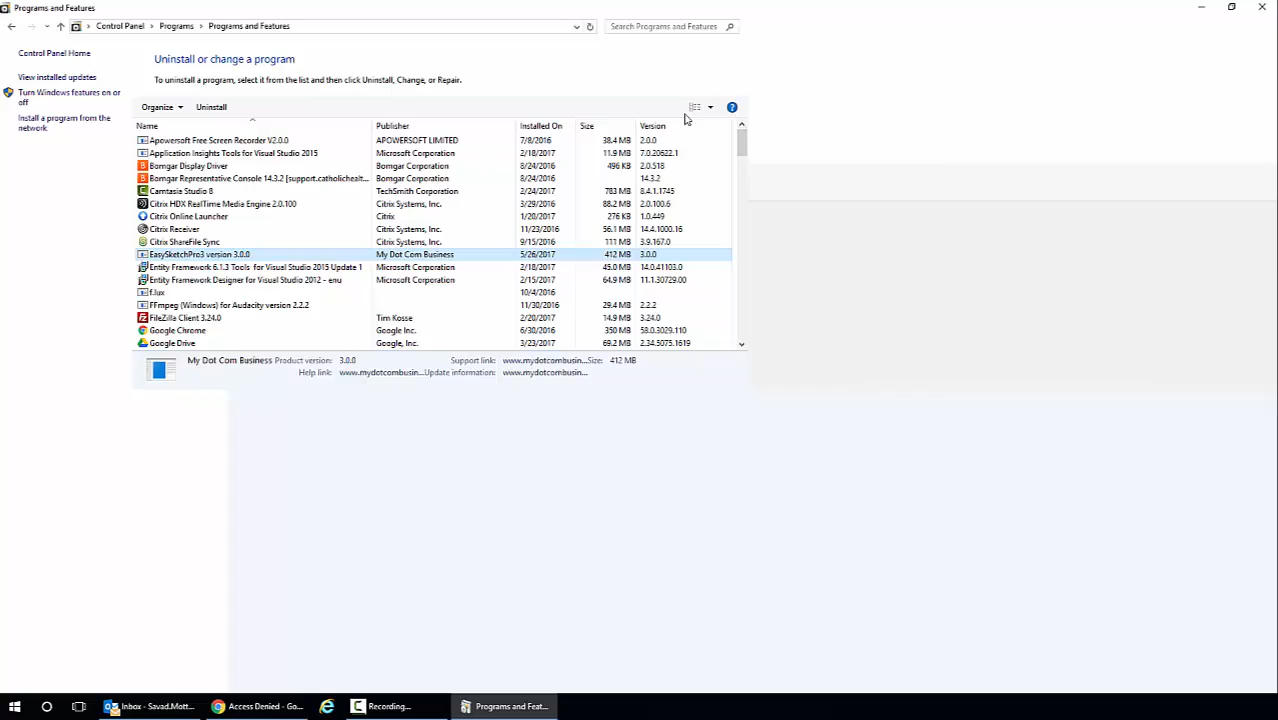 Programs and Features
Control Panel > Programs > Programs and Features
Search Programs and Features
Control Panel Home
View installed updates
Turn Windows features on or
off
Install a program from the
network
Uninstall or change a program
To uninstall a program, select it from the list and then click Uninstall, Change, or Repair.
Organize Uninstall
Name Publisher Installed On Size Version
Apowersoft Free Screen Recorder V2.0.0 APOWERSOFT LIMITED 7/8/2016 38.4 MB 2.0.0
Application Insights Tools for Visual Studio 2015 Microsoft Corporation 2/18/2017 11.9 MB 7.0.20622.1
Bomgar Display Driver Bomgar Corporation 8/24/2016 496 KB 2.0.518
Bomgar Representative Console 14.3.2 [support.catholichealt... Bomgar Corporation 8/24/2016 14.3.2
Camtasia Studio 8 TechSmith Corporation 2/24/2017 783 MB 8.4.1.1745
Citrix HDX RealTime Media Engine 2.0.100 Citrix Systems, Inc. 3/29/2016 88.2 MB 2.0.100.6
Citrix Online Launcher Citrix 1/20/2017 276 KB 1.0.449
Citrix Receiver Citrix Systems, Inc. 11/23/2016 56.1 MB 14.4.1000.16
Citrix ShareFile Sync Citrix Systems, Inc. 9/15/2016 111 MB 3.9.167.0
EasySketchPro3 version 3.0.0 My Dot Com Business 5/26/2017 412 MB 3.0.0
Entity Framework 6.1.3 Tools for Visual Studio 2015 Update 1 Microsoft Corporation 2/18/2017 45.0 MB 14.0.41103.0
Entity Framework Designer for Visual Studio 2012 - enu Microsoft Corporation 2/15/2017 64.9 MB 11.1.30729.00
f.lux 10/4/2016
FFmpeg (Windows) for Audacity version 2.2.2 11/30/2016 29.4 MB 2.2.2
FileZilla Client 3.24.0 Tim Kosse 2/20/2017 14.9 MB 3.24.0
Google Chrome Google Inc. 6/30/2016 350 MB 58.0.3029.110
Google Drive Google, Inc. 3/23/2017 69.2 MB 2.34.5075.1619
My Dot Com Business Product version: 3.0.0 Support link: www.mydotcombusin... Size: 412 MB
Help link: www.mydotcombusin... Update information: www.mydotcombusin...
Inbox - Savad.Mott... Access Denied - Go... Recording... Programs and Feat...